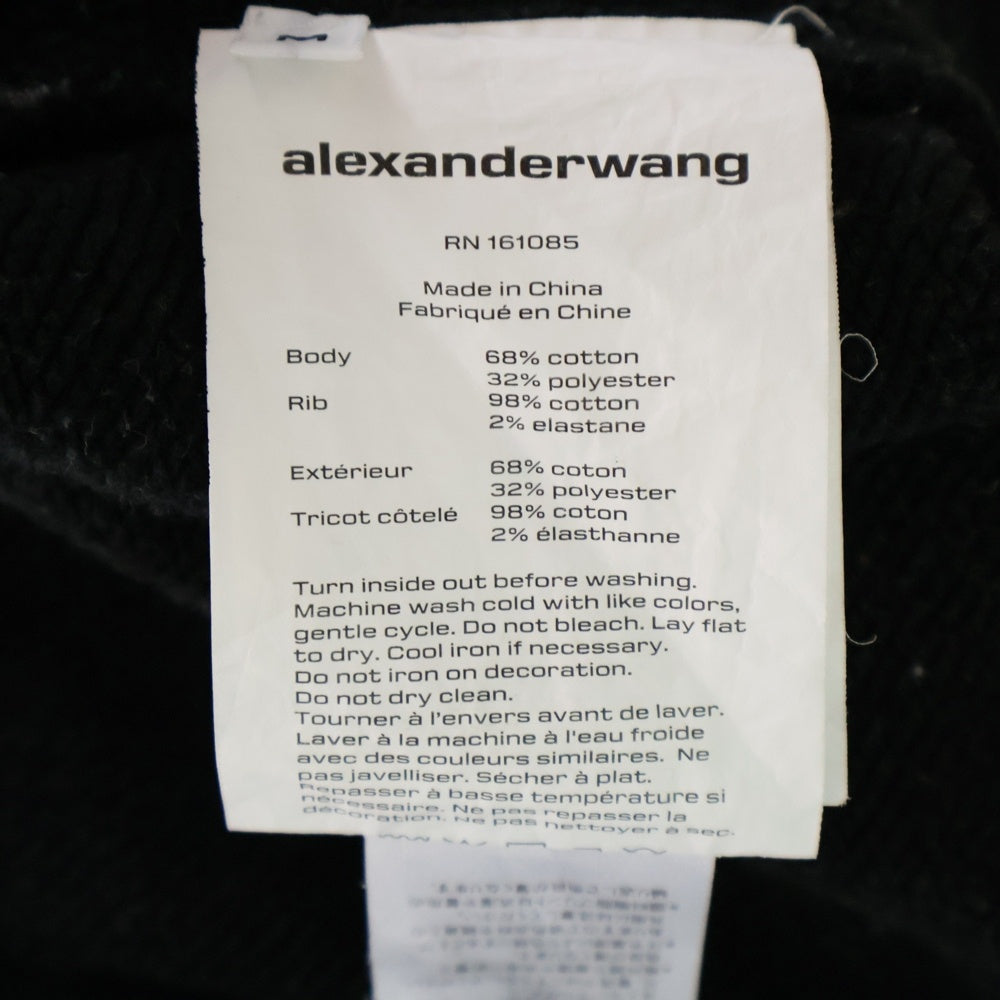 M
alexanderwang
RN 161085
Made in China
Fabriqué en Chine
Body 68% cotton
32% polyester
Rib 98% cotton
2% elastane
Extérieur 68% coton
32% polyester
Tricot côtelé 98% coton
2% élasthanne
Turn inside out before washing.
Machine wash cold with like colors,
gentle cycle. Do not bleach. Lay flat
to dry. Cool iron if necessary.
Do not iron on decoration.
Do not dry clean.
Tourner à l'envers avant de laver.
Laver à la machine à l'eau froide
avec des couleurs similaires. Ne
pas javelliser. Sécher à plat.
Repasser à basse température si
nécessaire. Ne pas repasser la
décoration. Ne pas nettoyer à sec.